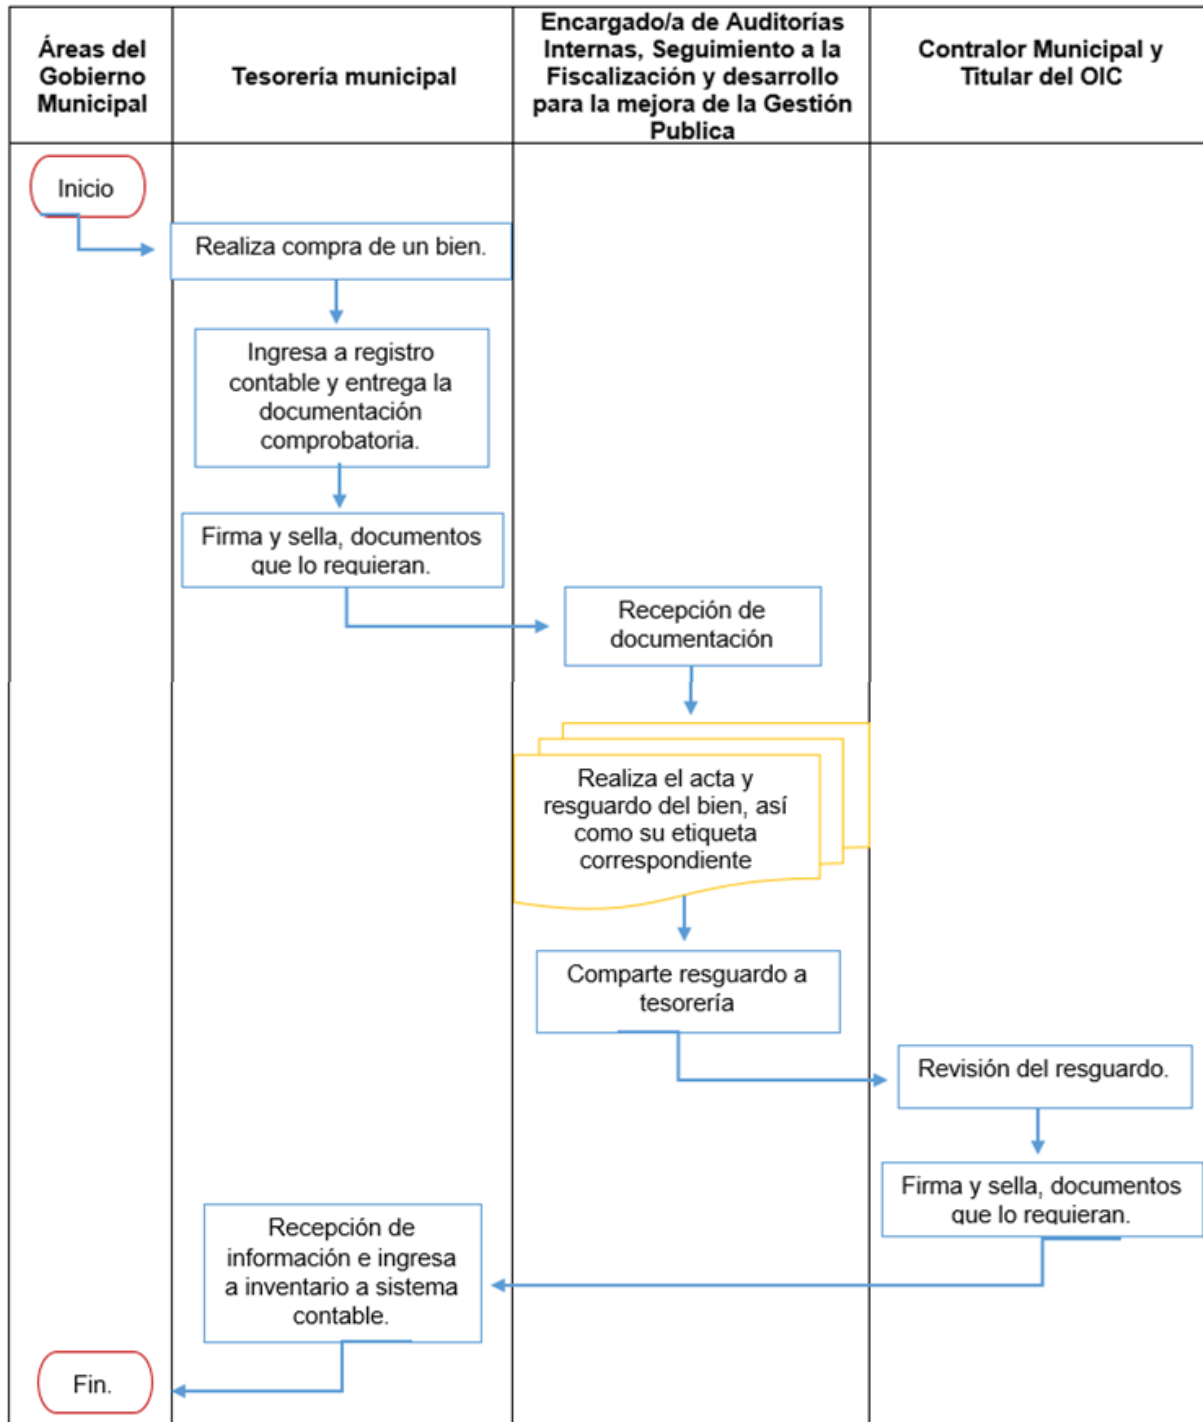 Áreas del
Gobierno
Municipal
Tesorería municipal
Encargado/a de Auditorías
Internas, Seguimiento a la
Fiscalización y desarrollo
para la mejora de la Gestión
Publica
Contralor Municipal y
Titular del OIC
Inicio
Realiza compra de un bien.
Ingresa a registro
contable y entrega la
documentación
comprobatoria.
Firma y sella, documentos
que lo requieran.
Recepción de
documentación
Realiza el acta y
resguardo del bien, así
como su etiqueta
correspondiente
Comparte resguardo a
tesorería
Revisión del resguardo.
Firma y sella, documentos
que lo requieran.
Recepción de
información e ingresa
a inventario a sistema
contable.
Fin.